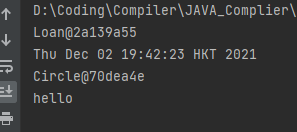 D:\Coding\Compiler\JAVA_Complier\
Loan@2a139a55
Thu Dec 02 19:42:23 HKT 2021
Circle@70dea4e
hello